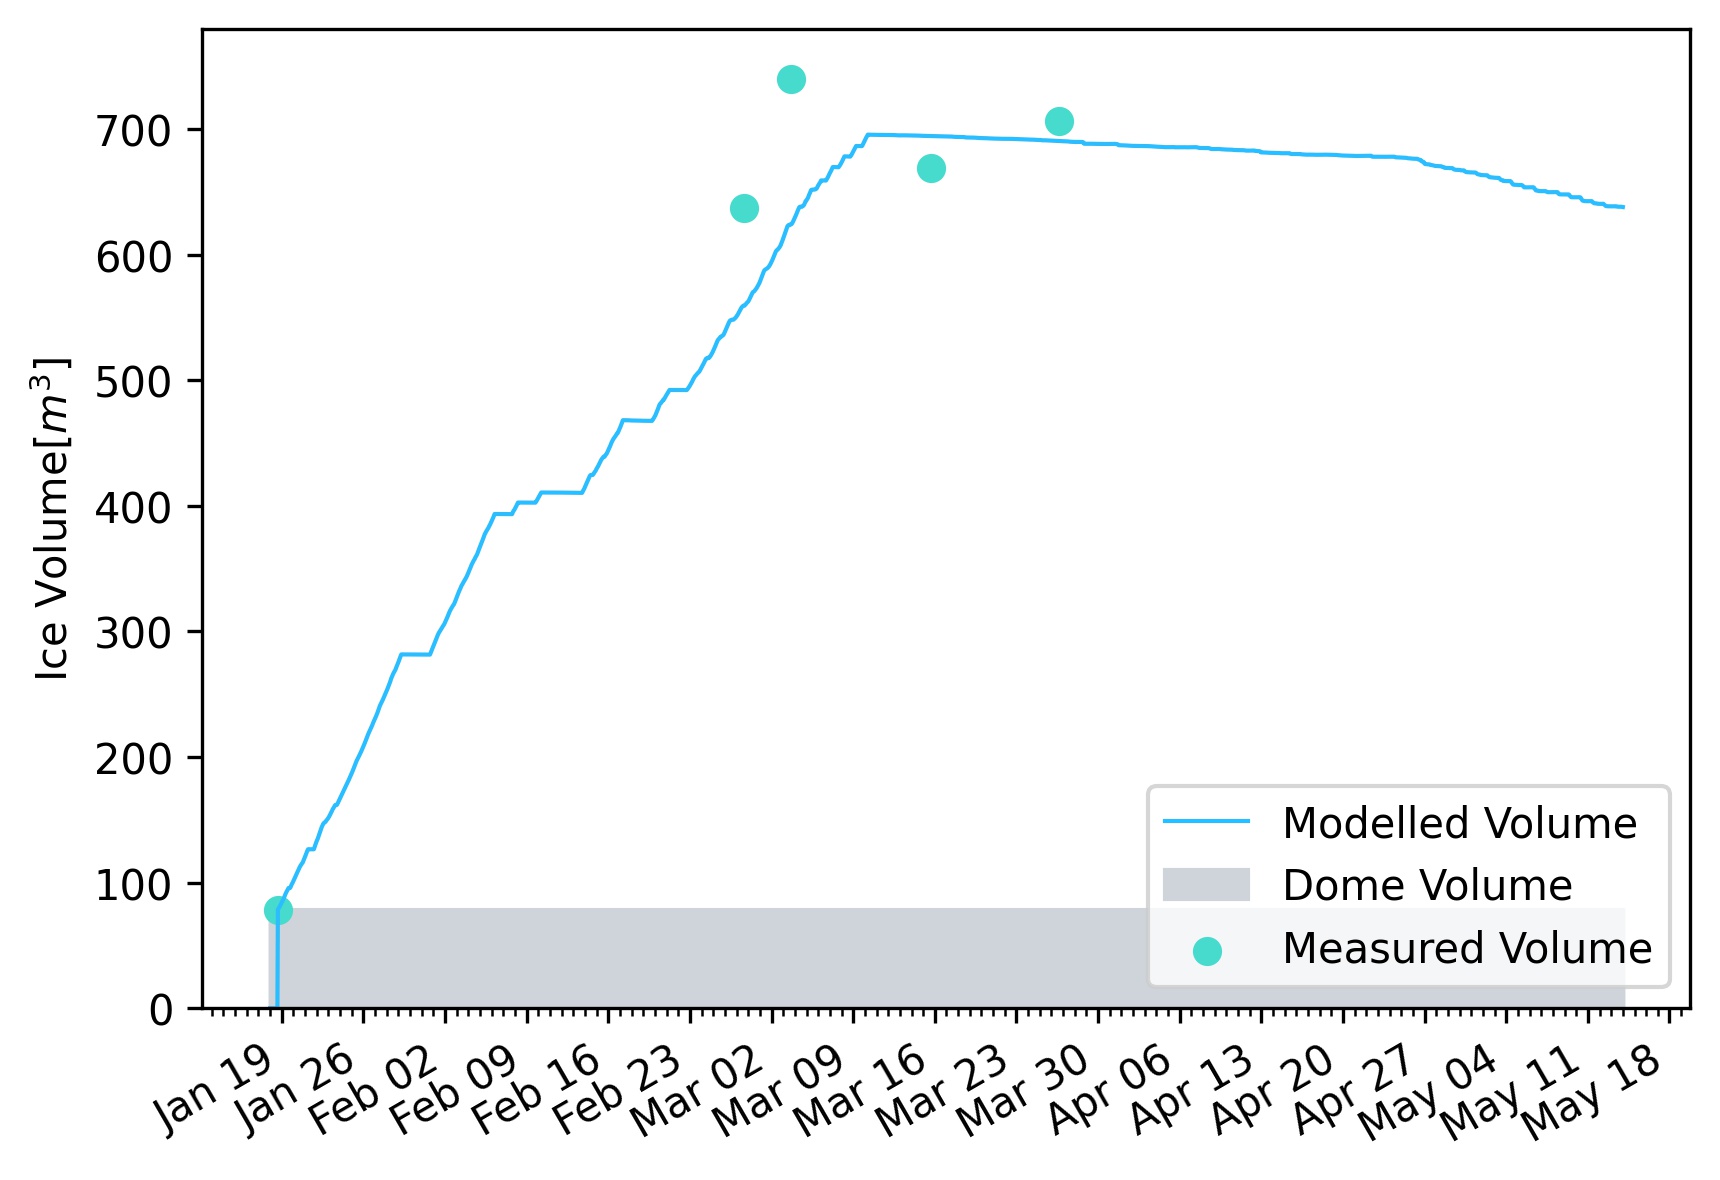 700
600
500
400
300
200
100
0
Ice Volume[m³]
Modelled Volume
Dome Volume
Measured Volume
Jan 19
Jan 26
Feb 02
Feb 09
Feb 16
Feb 23
Mar 02
Mar 09
Mar 16
Mar 23
Mar 30
Apr 06
Apr 13
Apr 20
Apr 27
May 04
May 11
May 18